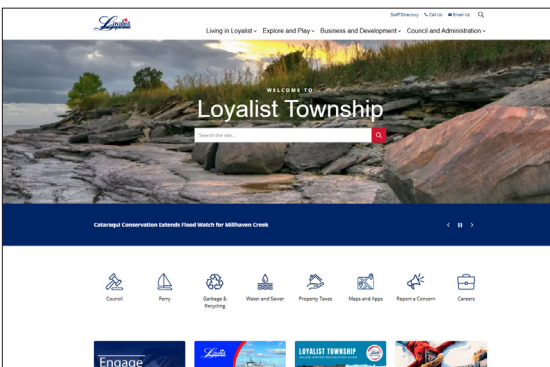 Loyalist
Staff Directory Call Us Email Us
Living in Loyalist Explore and Play Business and Development Council and Administration
WELCOME TO
Loyalist Township
Search the site...
Cataraqui Conservation Extends Flood Watch for Millhaven Creek
Council Ferry Garbage & Recycling Water and Sewer Property Taxes Maps and Apps Report a Concern Careers
Engage
Loyalist
LOYALIST TOWNSHIP